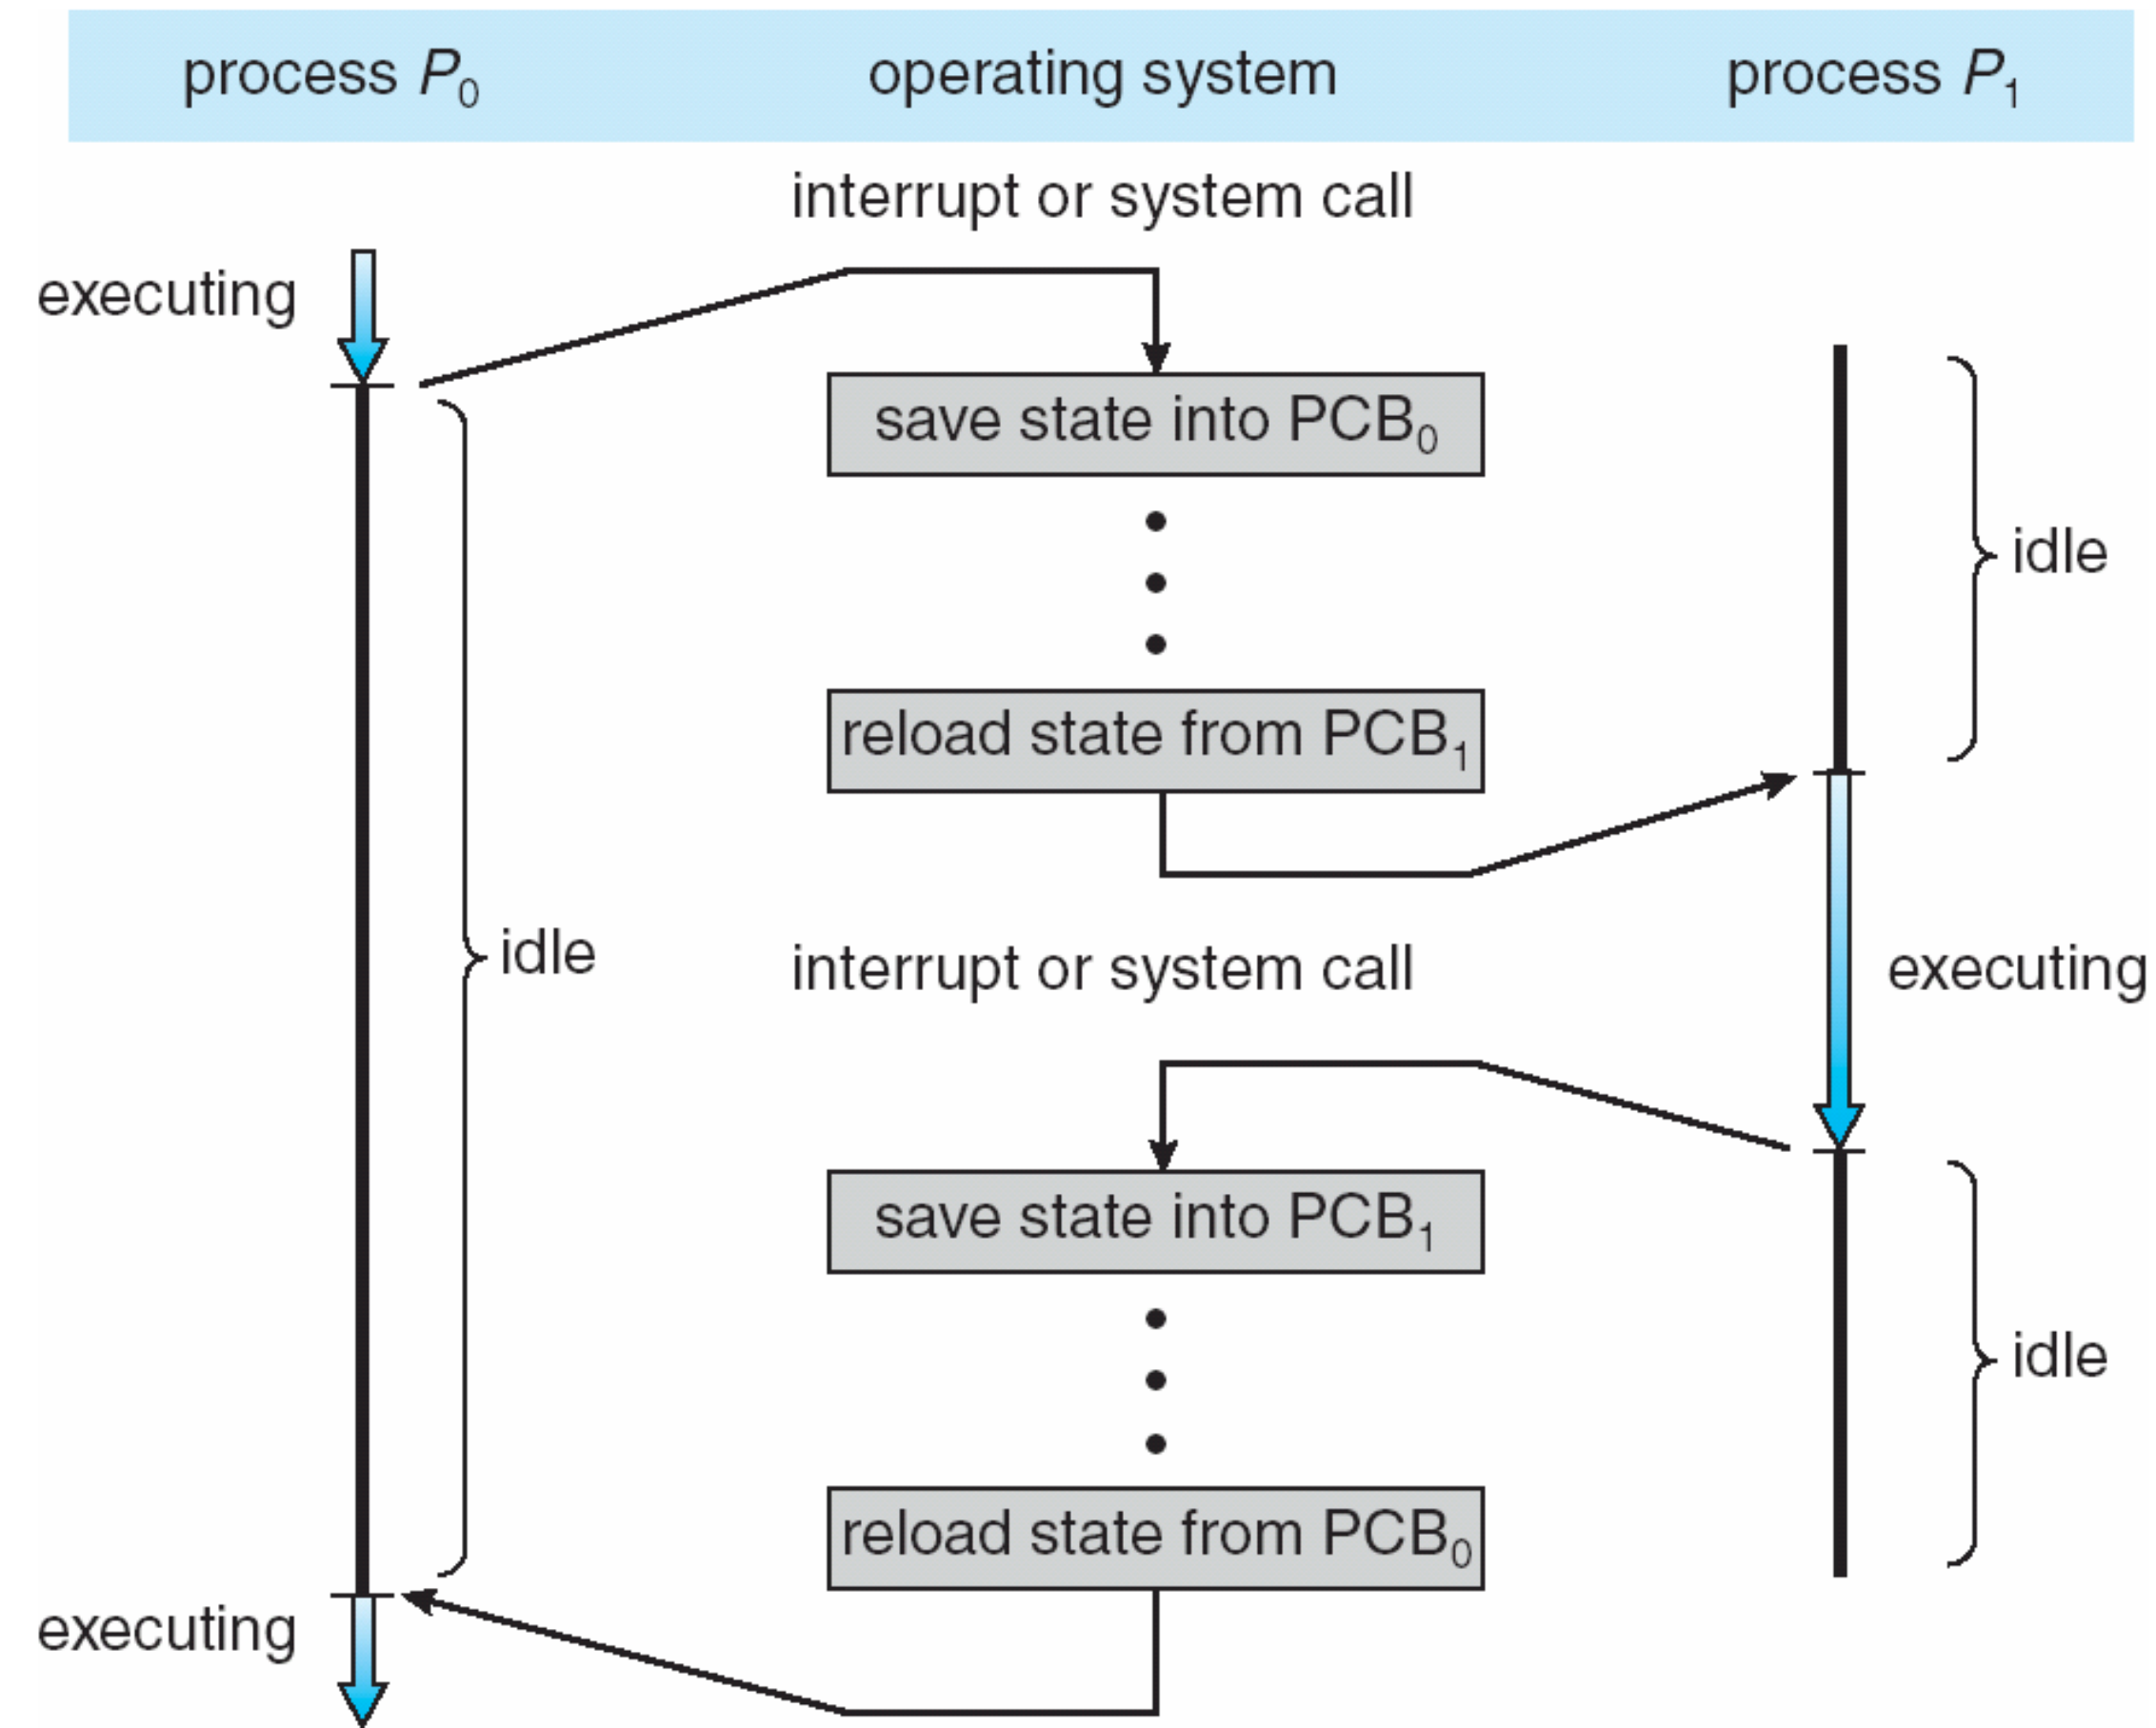 process P₀
operating system
process P₁
interrupt or system call
executing
save state into PCB₀
idle
reload state from PCB₁
idle
interrupt or system call
executing
save state into PCB₁
idle
reload state from PCB₀
executing